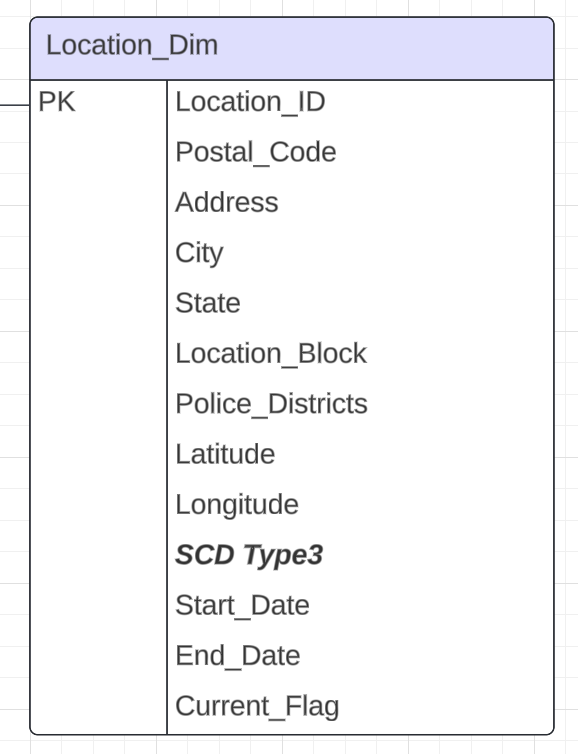 Location_Dim
PK Location_ID
Postal_Code
Address
City
State
Location_Block
Police_Districts
Latitude
Longitude
SCD Type3
Start_Date
End_Date
Current_Flag